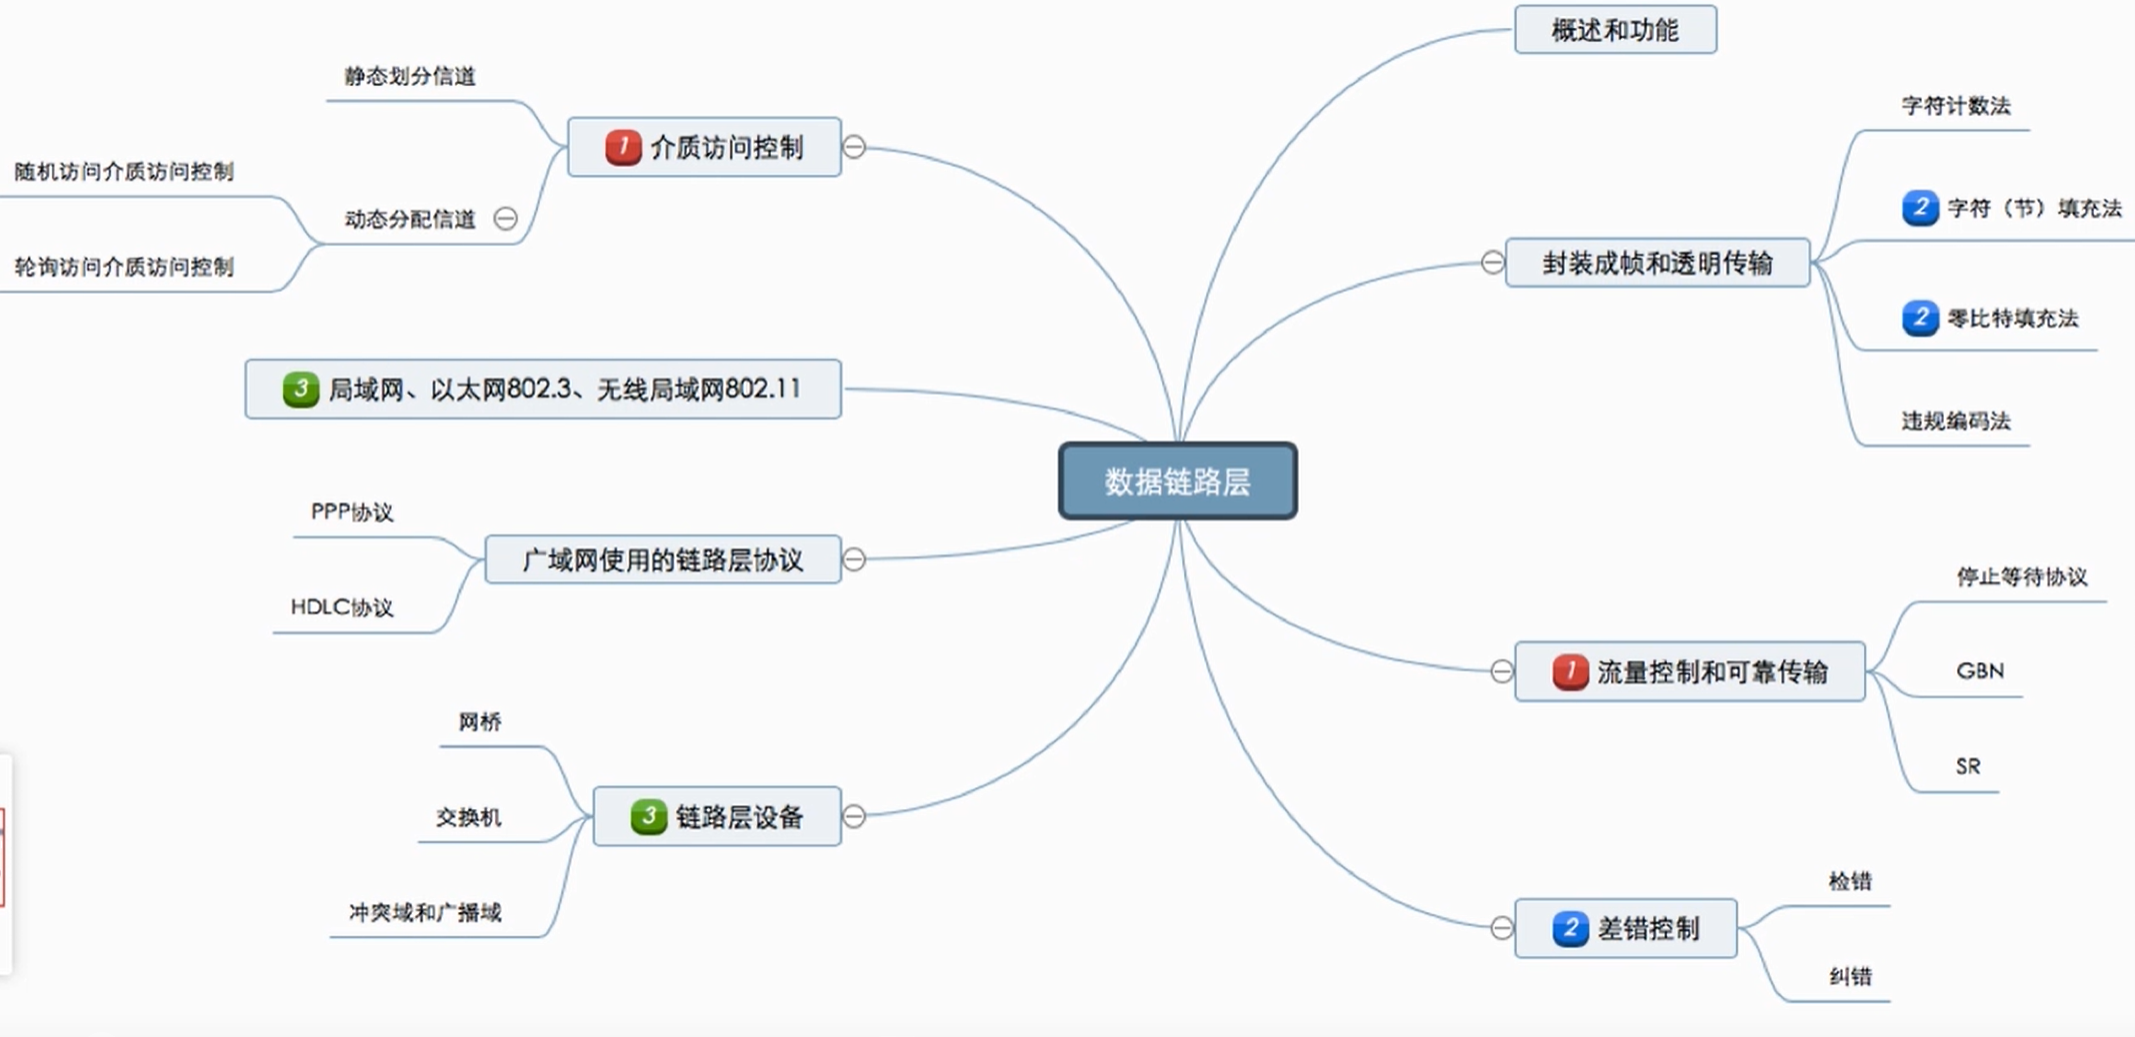 概述和功能
静态划分信道
字符计数法
1 介质访问控制
随机访问介质访问控制
2 字符（节）填充法
动态分配信道
封装成帧和透明传输
轮询访问介质访问控制
2 零比特填充法
3 局域网、以太网802.3、无线局域网802.11
违规编码法
数据链路层
PPP协议
广域网使用的链路层协议
停止等待协议
HDLC协议
1 流量控制和可靠传输
GBN
网桥
SR
3 链路层设备
交换机
检错
冲突域和广播域
2 差错控制
纠错